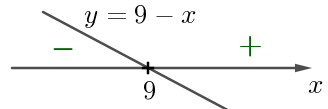 y = 9 − x
− +
9
x